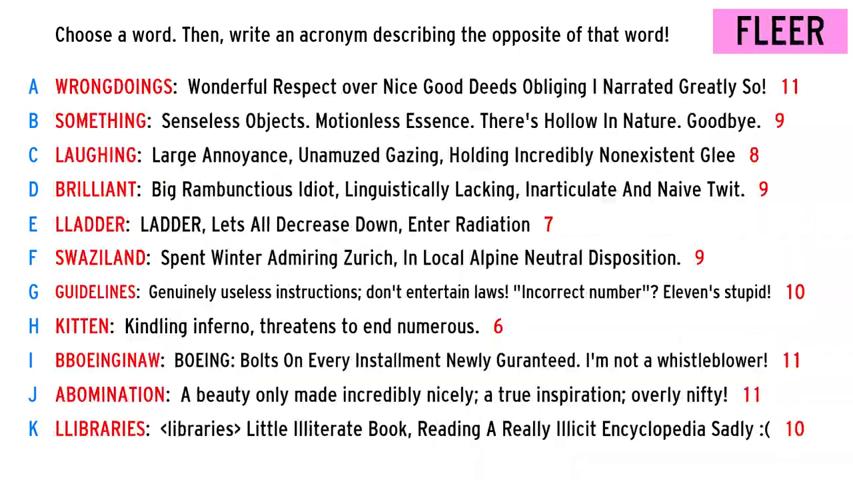 Choose a word. Then, write an acronym describing the opposite of that word!
FLEER
A WRONGDOINGS: Wonderful Respect over Nice Good Deeds Obliging I Narrated Greatly So! 11
B SOMETHING: Senseless Objects. Motionless Essence. There's Hollow In Nature. Goodbye. 9
C LAUGHING: Large Annoyance, Unamuzed Gazing, Holding Incredibly Nonexistent Glee 8
D BRILLIANT: Big Rambunctious Idiot, Linguistically Lacking, Inarticulate And Naive Twit. 9
E LLADDER: LADDER, Lets All Decrease Down, Enter Radiation 7
F SWAZILAND: Spent Winter Admiring Zurich, In Local Alpine Neutral Disposition. 9
G GUIDELINES: Genuinely useless instructions; don't entertain laws! "Incorrect number"? Eleven's stupid! 10
H KITTEN: Kindling inferno, threatens to end numerous. 6
I BBOEINGINAW: BOEING: Bolts On Every Installment Newly Guranteed. I'm not a whistleblower! 11
J ABOMINATION: A beauty only made incredibly nicely; a true inspiration; overly nifty! 11
K LLIBRARIES: <libraries> Little Illiterate Book, Reading A Really Illicit Encyclopedia Sadly :( 10